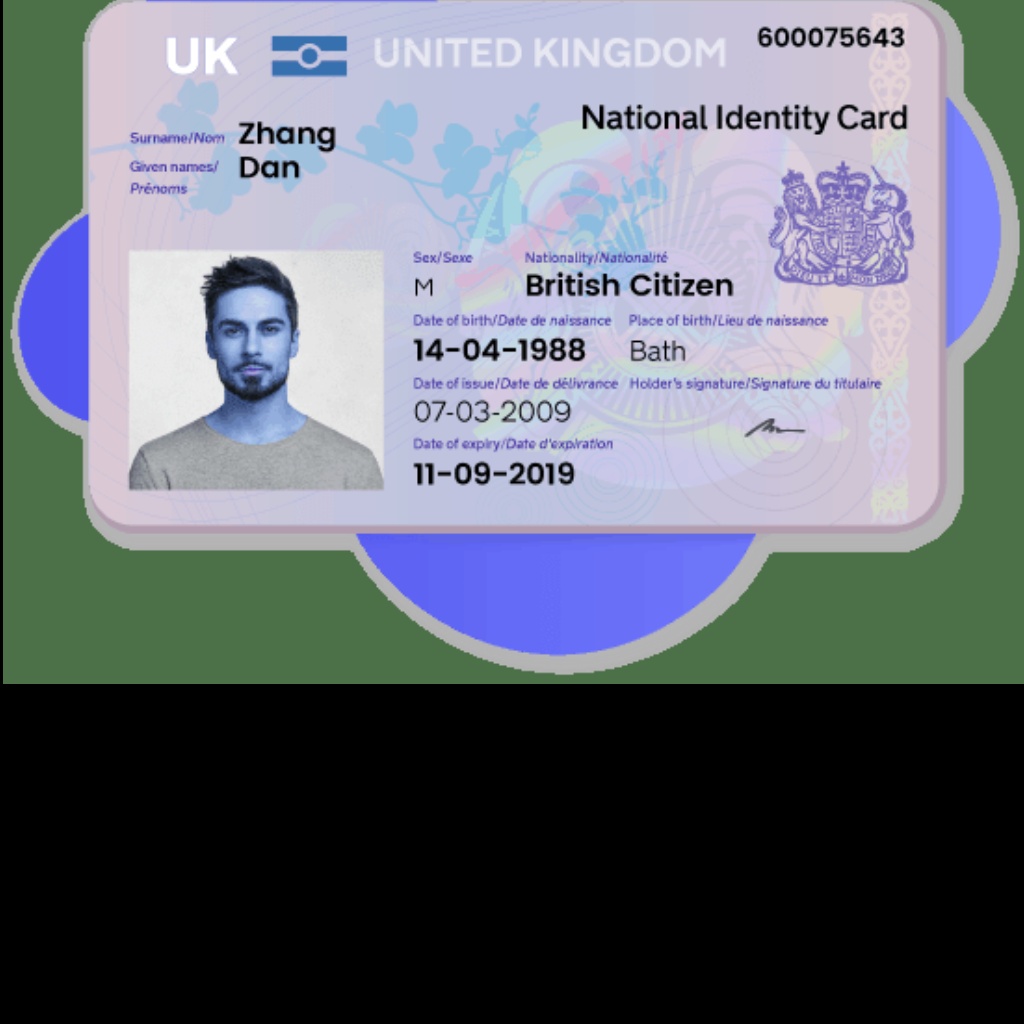 UK UNITED KINGDOM 600075643
National Identity Card
Surname/Nom Zhang
Given names/ Dan
Prénoms
Sex/Sexe Nationality/Nationalité
M British Citizen
Date of birth/Date de naissance Place of birth/Lieu de naissance
14-04-1988 Bath
Date of issue/Date de délivrance Holder's signature/Signature du titulaire
07-03-2009
Date of expiry/Date d'expiration
11-09-2019